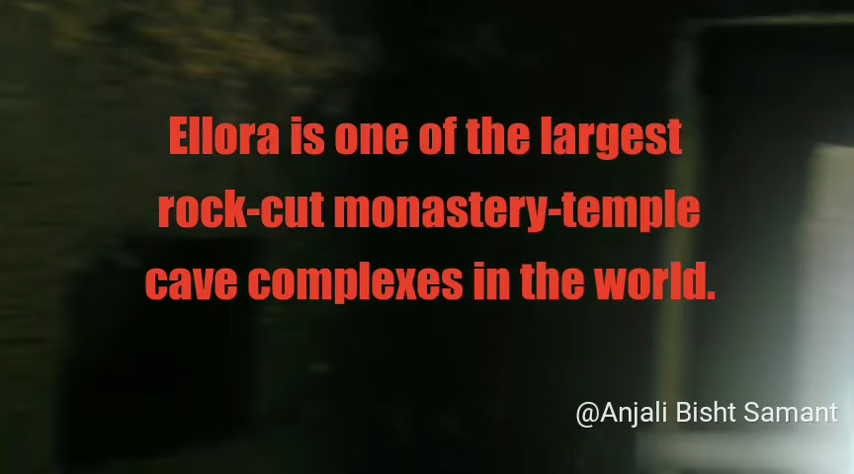 Ellora is one of the largest
rock-cut monastery-temple
cave complexes in the world.
@Anjali Bisht Samant